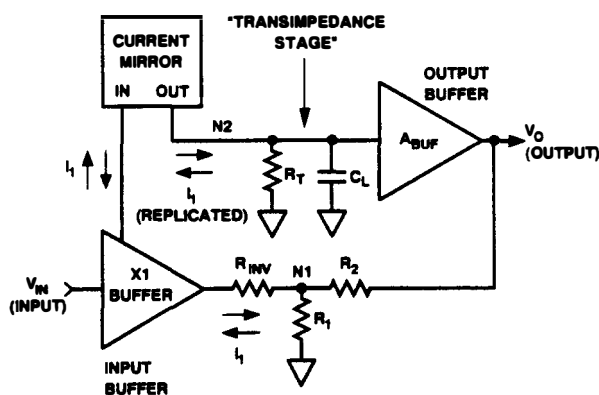 "TRANSIMPEDANCE
STAGE"
CURRENT
MIRROR
IN OUT
OUTPUT
BUFFER
N2
A_BUF
V_O
(OUTPUT)
I_1
R_T
C_L
I_1
(REPLICATED)
V_IN
(INPUT)
X1
BUFFER
R_INV
N1
R_2
R_1
I_1
INPUT
BUFFER